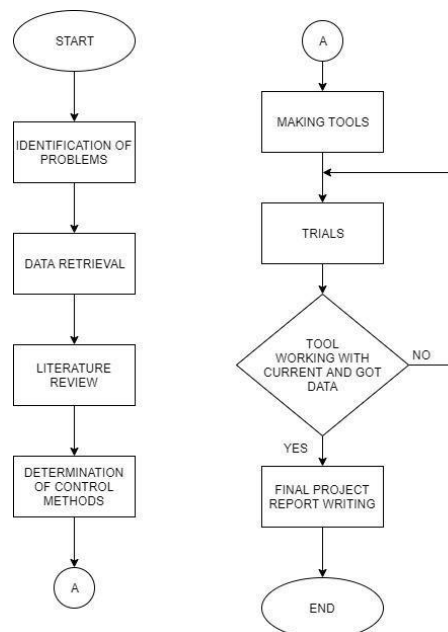 START
IDENTIFICATION OF
PROBLEMS
DATA RETRIEVAL
LITERATURE
REVIEW
DETERMINATION
OF CONTROL
METHODS
A
A
MAKING TOOLS
TRIALS
TOOL
WORKING WITH
CURRENT AND GOT
DATA
NO
YES
FINAL PROJECT
REPORT WRITING
END